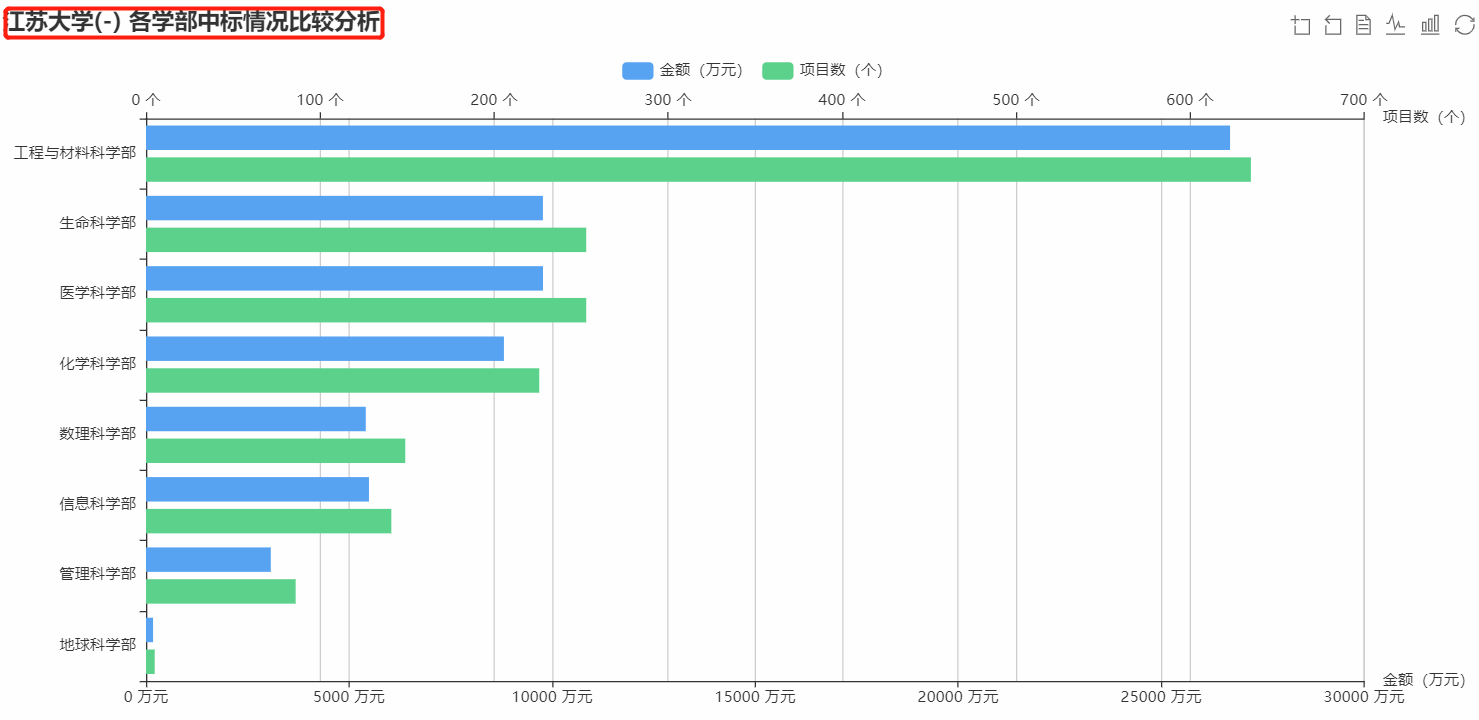 江苏大学(-) 各学部中标情况比较分析
金额（万元） 项目数（个）
0 个 100 个 200 个 300 个 400 个 500 个 600 个 700 个
项目数（个）
工程与材料科学部
生命科学部
医学科学部
化学科学部
数理科学部
信息科学部
管理科学部
地球科学部
金额（万元）
0 万元 5000 万元 10000 万元 15000 万元 20000 万元 25000 万元 30000 万元